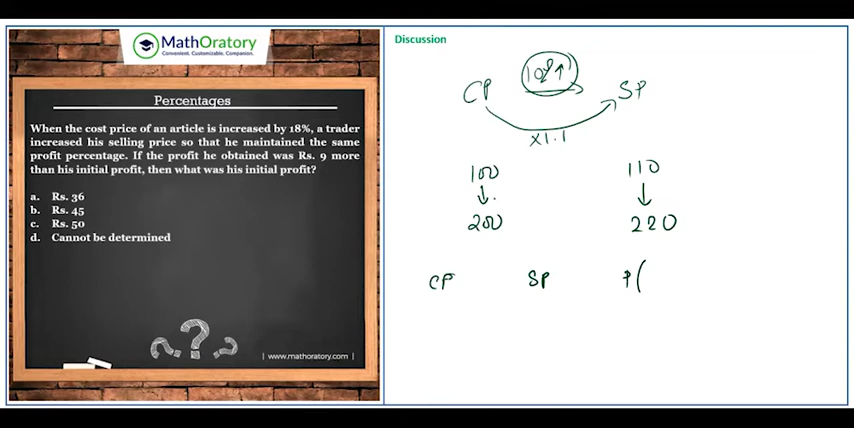 MathOratory
Convenient. Customizable. Companion.
Percentages
When the cost price of an article is increased by 18%, a trader
increased his selling price so that he maintained the same
profit percentage. If the profit he obtained was Rs. 9 more
than his initial profit, then what was his initial profit?
a. Rs. 36
b. Rs. 45
c. Rs. 50
d. Cannot be determined
???
| www.mathoratory.com |
Discussion
10% ↑
CP SP
×1.1
100 110
↓ ↓
200 220
CP SP P(